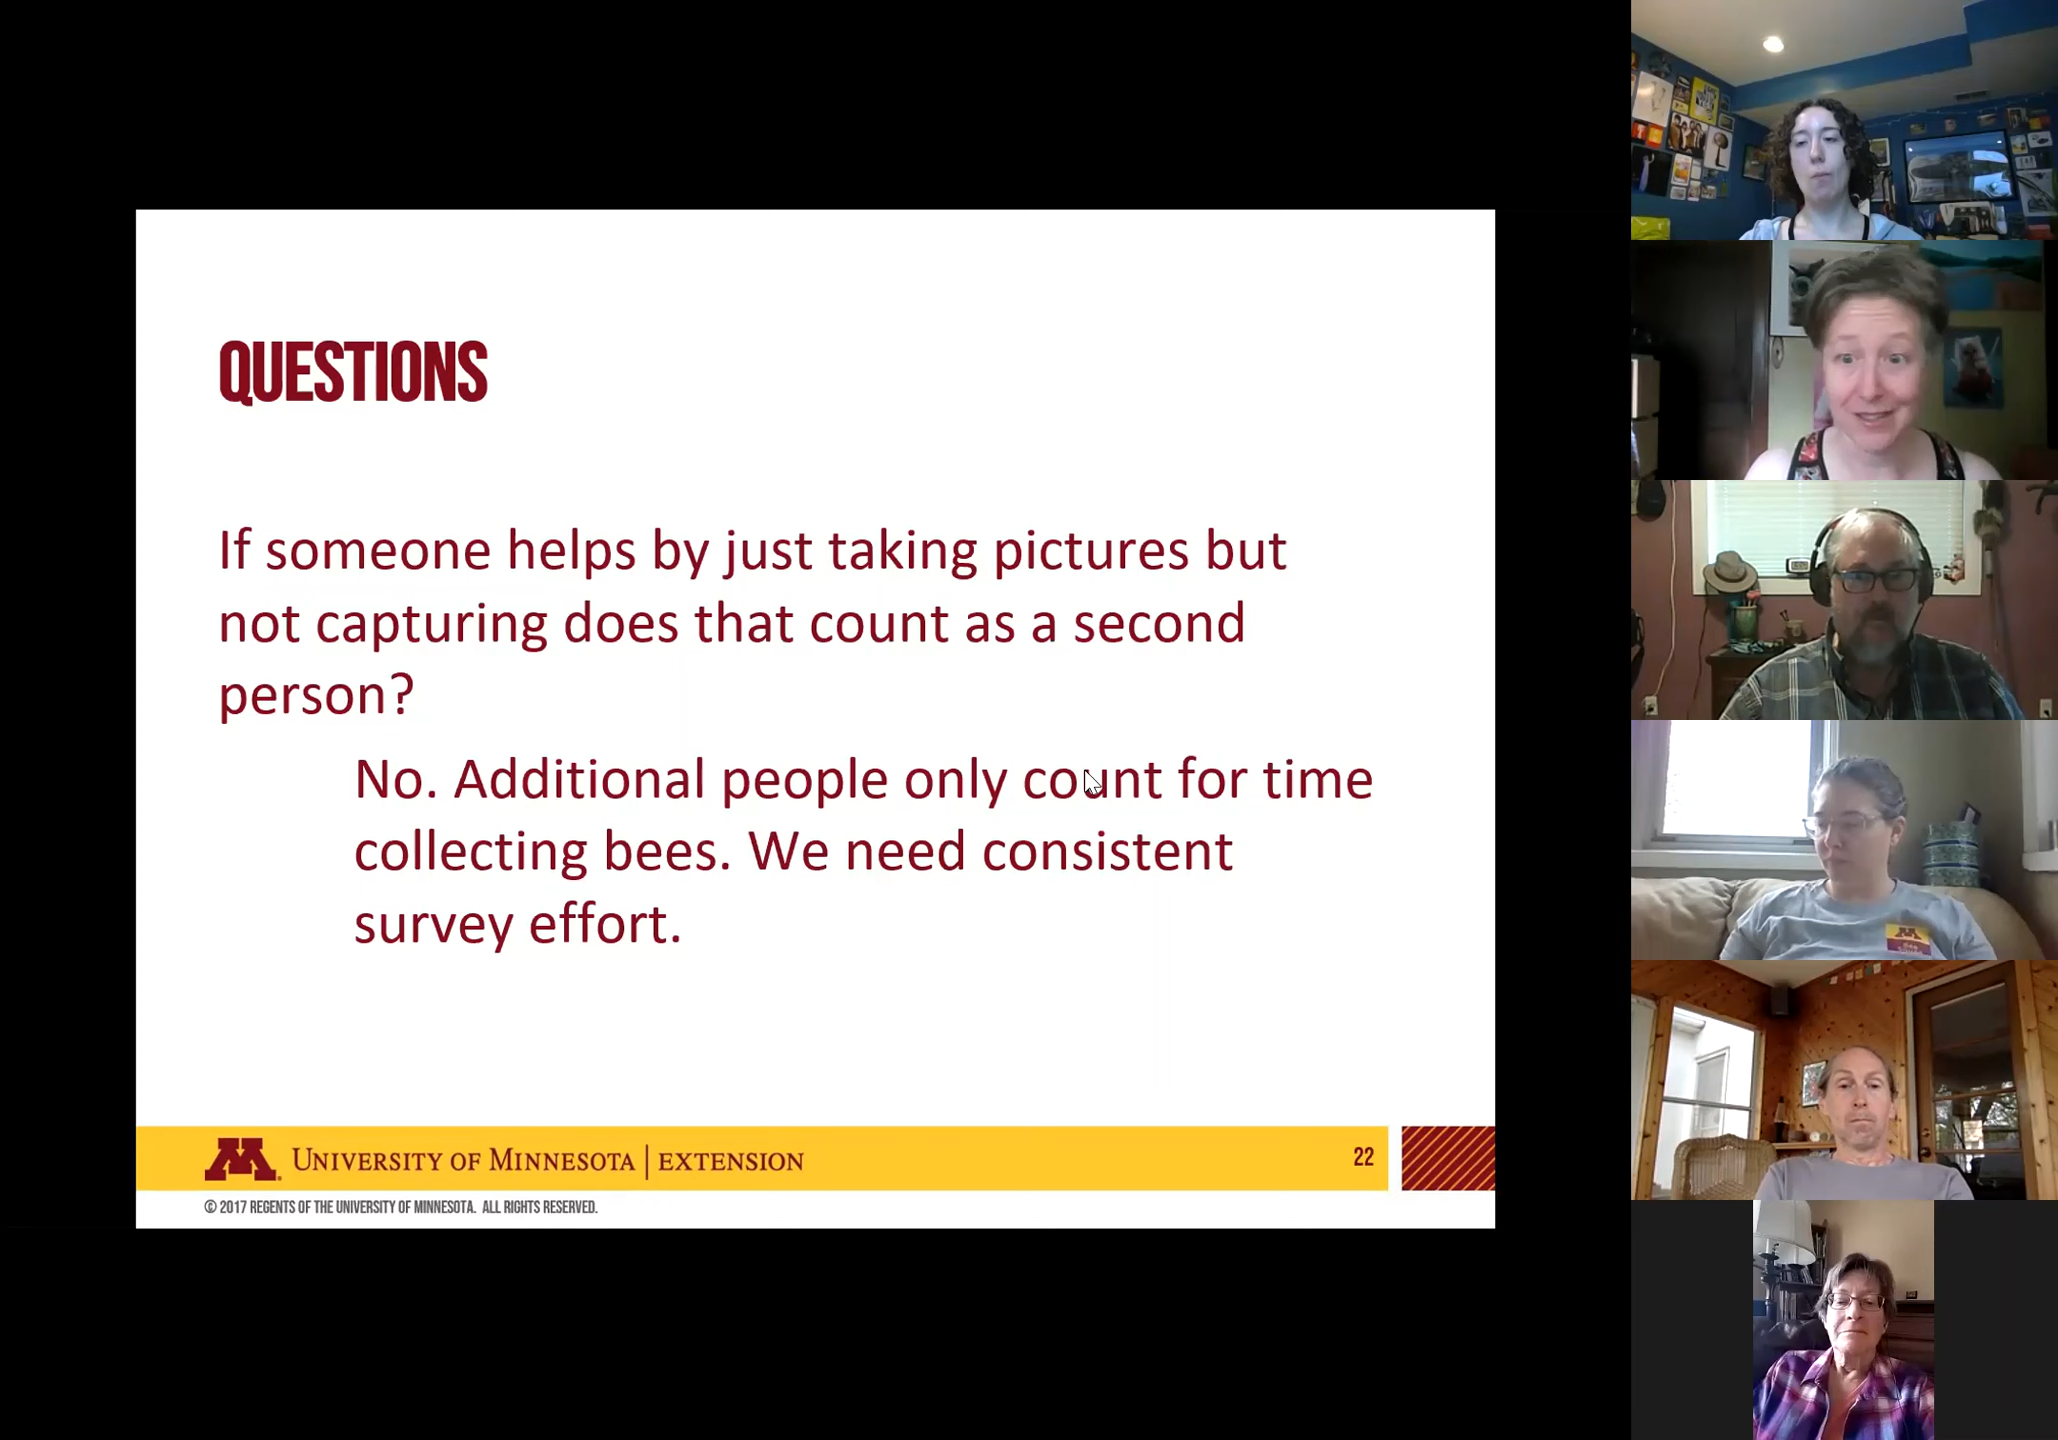 QUESTIONS
If someone helps by just taking pictures but
not capturing does that count as a second
person?
No. Additional people only count for time
collecting bees. We need consistent
survey effort.
M UNIVERSITY OF MINNESOTA | EXTENSION
22
© 2017 REGENTS OF THE UNIVERSITY OF MINNESOTA. ALL RIGHTS RESERVED.